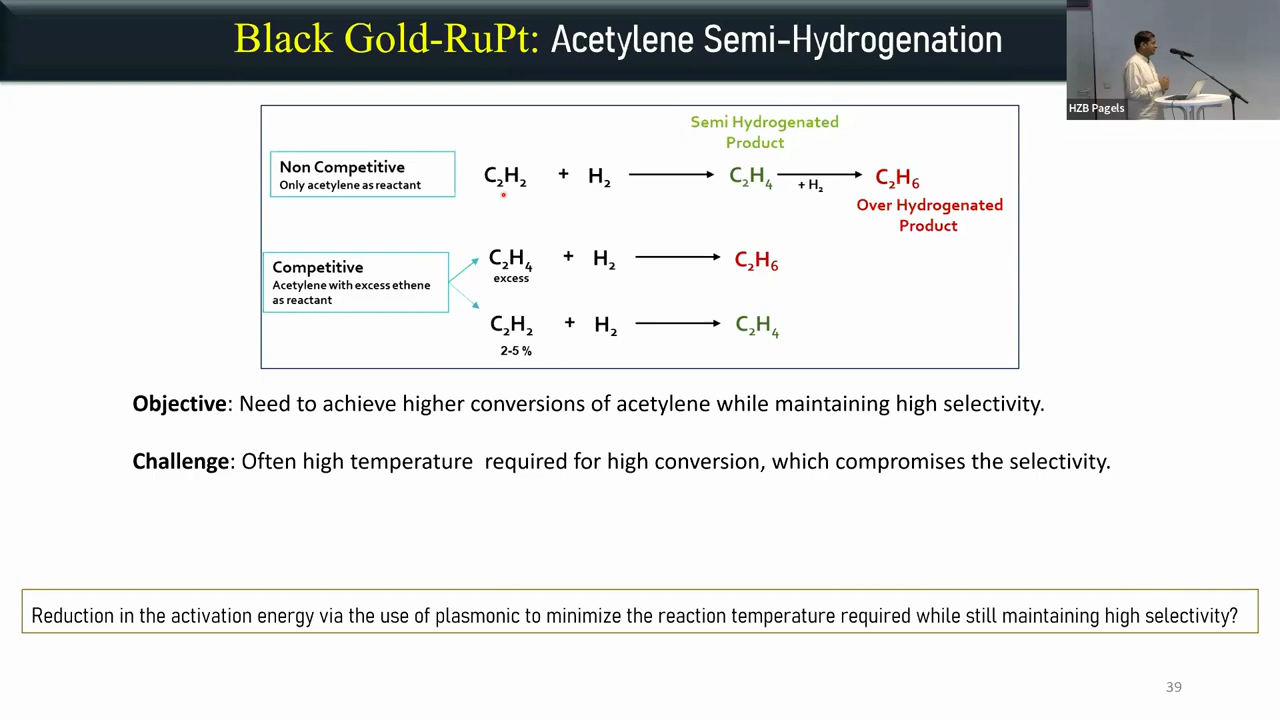 Black Gold-RuPt: Acetylene Semi-Hydrogenation
HZB Pagels
Semi Hydrogenated
Product
Non Competitive
Only acetylene as reactant
C₂H₂ + H₂ C₂H₄ + H₂ C₂H₆
Over Hydrogenated
Product
Competitive
Acetylene with excess ethene
as reactant
C₂H₄ + H₂ C₂H₆
excess
C₂H₂ + H₂ C₂H₄
2-5 %
Objective: Need to achieve higher conversions of acetylene while maintaining high selectivity.
Challenge: Often high temperature required for high conversion, which compromises the selectivity.
Reduction in the activation energy via the use of plasmonic to minimize the reaction temperature required while still maintaining high selectivity?
39